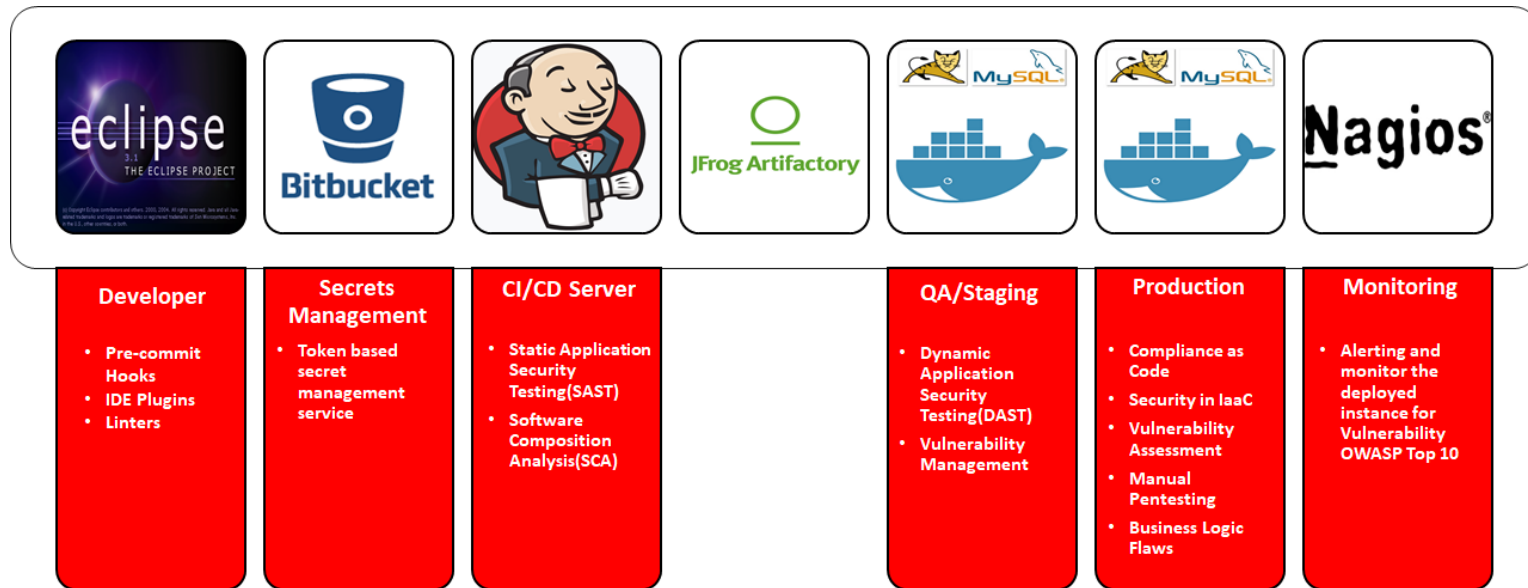 eclipse
3.1
THE ECLIPSE PROJECT
Bitbucket
JFrog Artifactory
MySQL®
MySQL®
Nagios®
Developer
• Pre-commit
Hooks
• IDE Plugins
• Linters
Secrets
Management
• Token based
secret
management
service
CI/CD Server
• Static Application
Security
Testing(SAST)
• Software
Composition
Analysis(SCA)
QA/Staging
• Dynamic
Application
Security
Testing(DAST)
• Vulnerability
Management
Production
• Compliance as
Code
• Security in IaaC
• Vulnerability
Assessment
• Manual
Pentesting
• Business Logic
Flaws
Monitoring
• Alerting and
monitor the
deployed
instance for
Vulnerability
OWASP Top 10